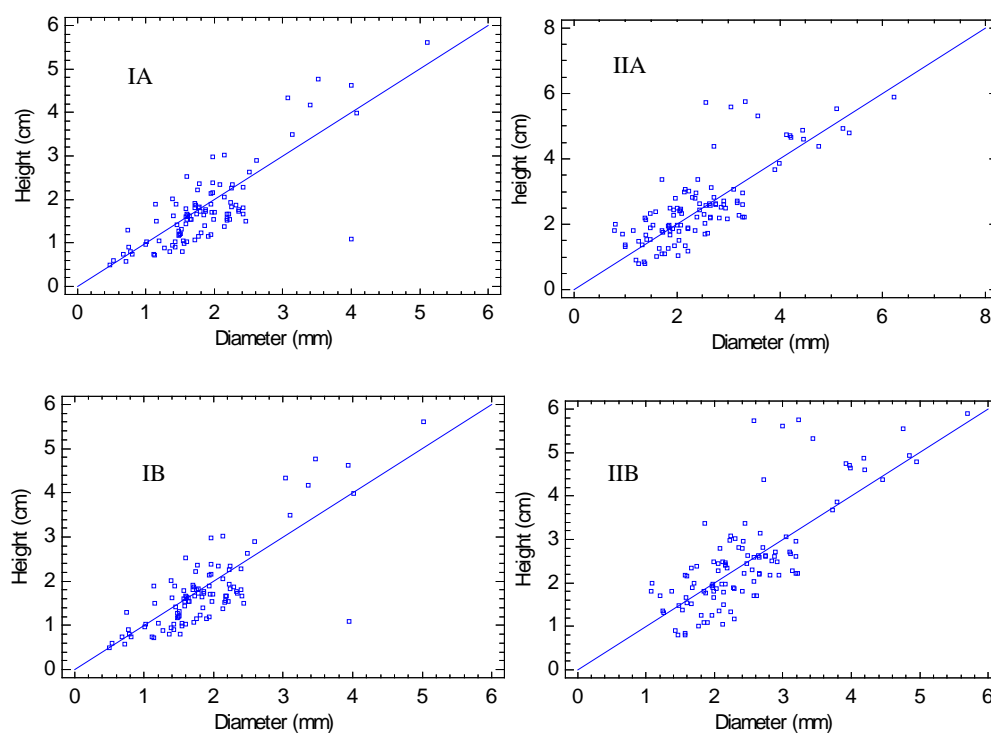 IA
Height (cm)
6
5
4
3
2
1
0
0 1 2 3 4 5 6
Diameter (mm)
IIA
height (cm)
8
6
4
2
0
0 2 4 6 8
Diameter (mm)
IB
Height (cm)
6
5
4
3
2
1
0
0 1 2 3 4 5 6
Diameter (mm)
IIB
Height (cm)
6
5
4
3
2
1
0
0 1 2 3 4 5 6
Diameter (mm)